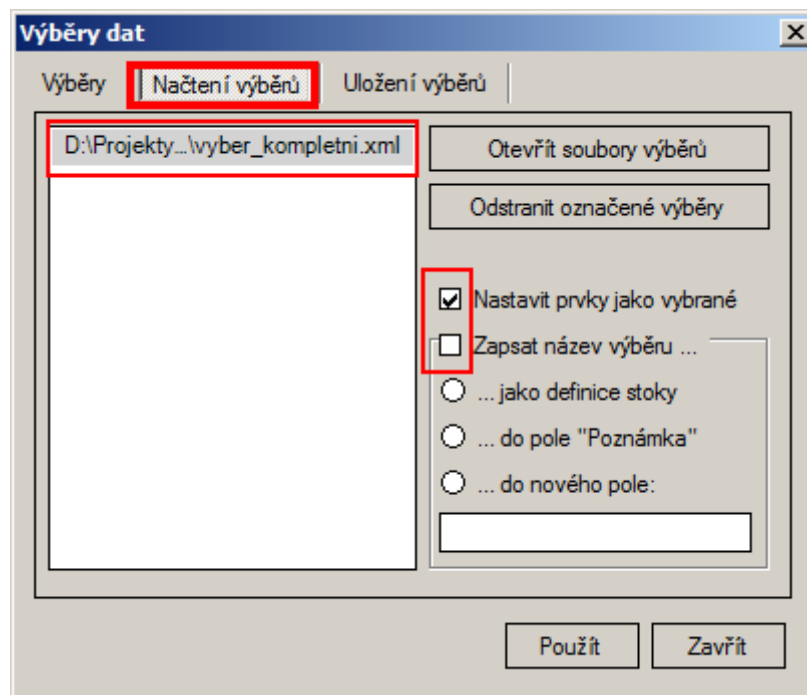 Výběry dat
Výběry Načtení výběrů Uložení výběrů
D:\Projekty...\vyber_kompletni.xml
Otevřít soubory výběrů
Odstranit označené výběry
Nastavit prvky jako vybrané
Zapsat název výběru ...
... jako definice stoky
... do pole "Poznámka"
... do nového pole:
Použít Zavřít